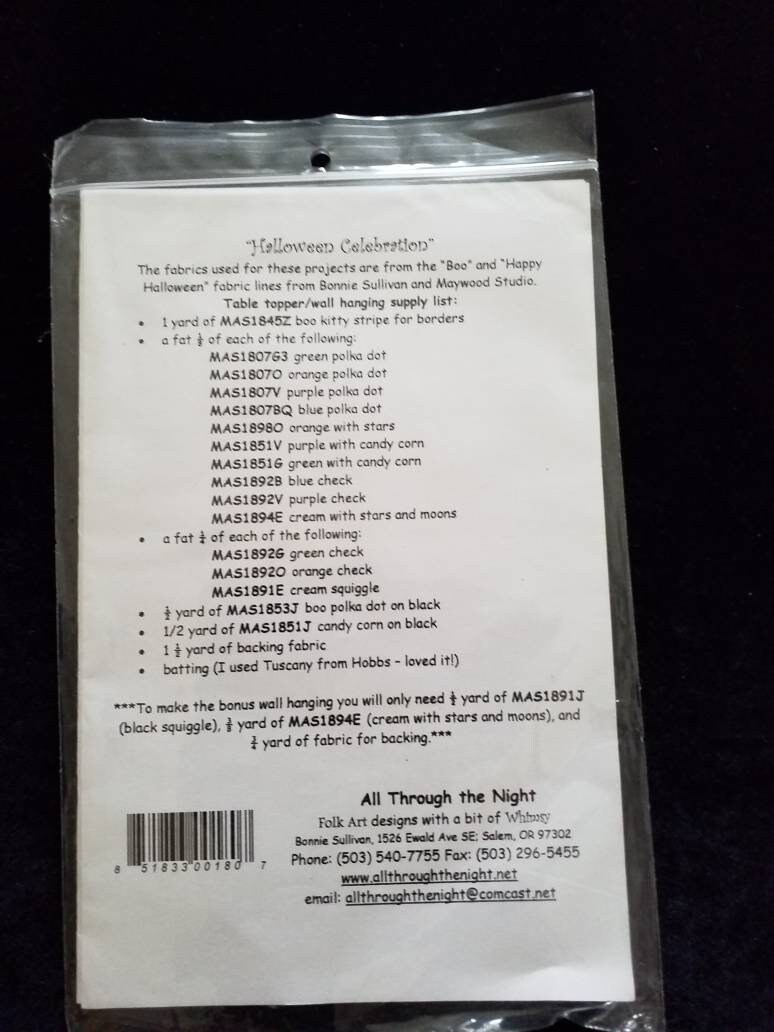 "Halloween Celebration"
The fabrics used for these projects are from the "Boo" and "Happy
Halloween" fabric lines from Bonnie Sullivan and Maywood Studio.
Table topper/wall hanging supply list:
• 1 yard of MAS1845Z boo kitty stripe for borders
• a fat ⅛ of each of the following:
MAS1807G3 green polka dot
MAS1807O orange polka dot
MAS1807V purple polka dot
MAS1807BQ blue polka dot
MAS1898O orange with stars
MAS1851V purple with candy corn
MAS1851G green with candy corn
MAS1892B blue check
MAS1892V purple check
MAS1894E cream with stars and moons
• a fat ¼ of each of the following:
MAS1892G green check
MAS1892O orange check
MAS1891E cream squiggle
• ½ yard of MAS1853J boo polka dot on black
• 1/2 yard of MAS1851J candy corn on black
• 1 ½ yard of backing fabric
• batting (I used Tuscany from Hobbs - loved it!)
***To make the bonus wall hanging you will only need yard of MAS1891J
(black squiggle), yard of MAS1894E (cream with stars and moons), and
¾ yard of fabric for backing.***
All Through the Night
Folk Art designs with a bit of Whimsy
Bonnie Sullivan, 1526 Ewald Ave SE; Salem, OR 97302
Phone: (503) 540-7755 Fax: (503) 296-5455
www.allthroughthenight.net
email: allthroughthenight@comcast.net
8 51833 00180 7